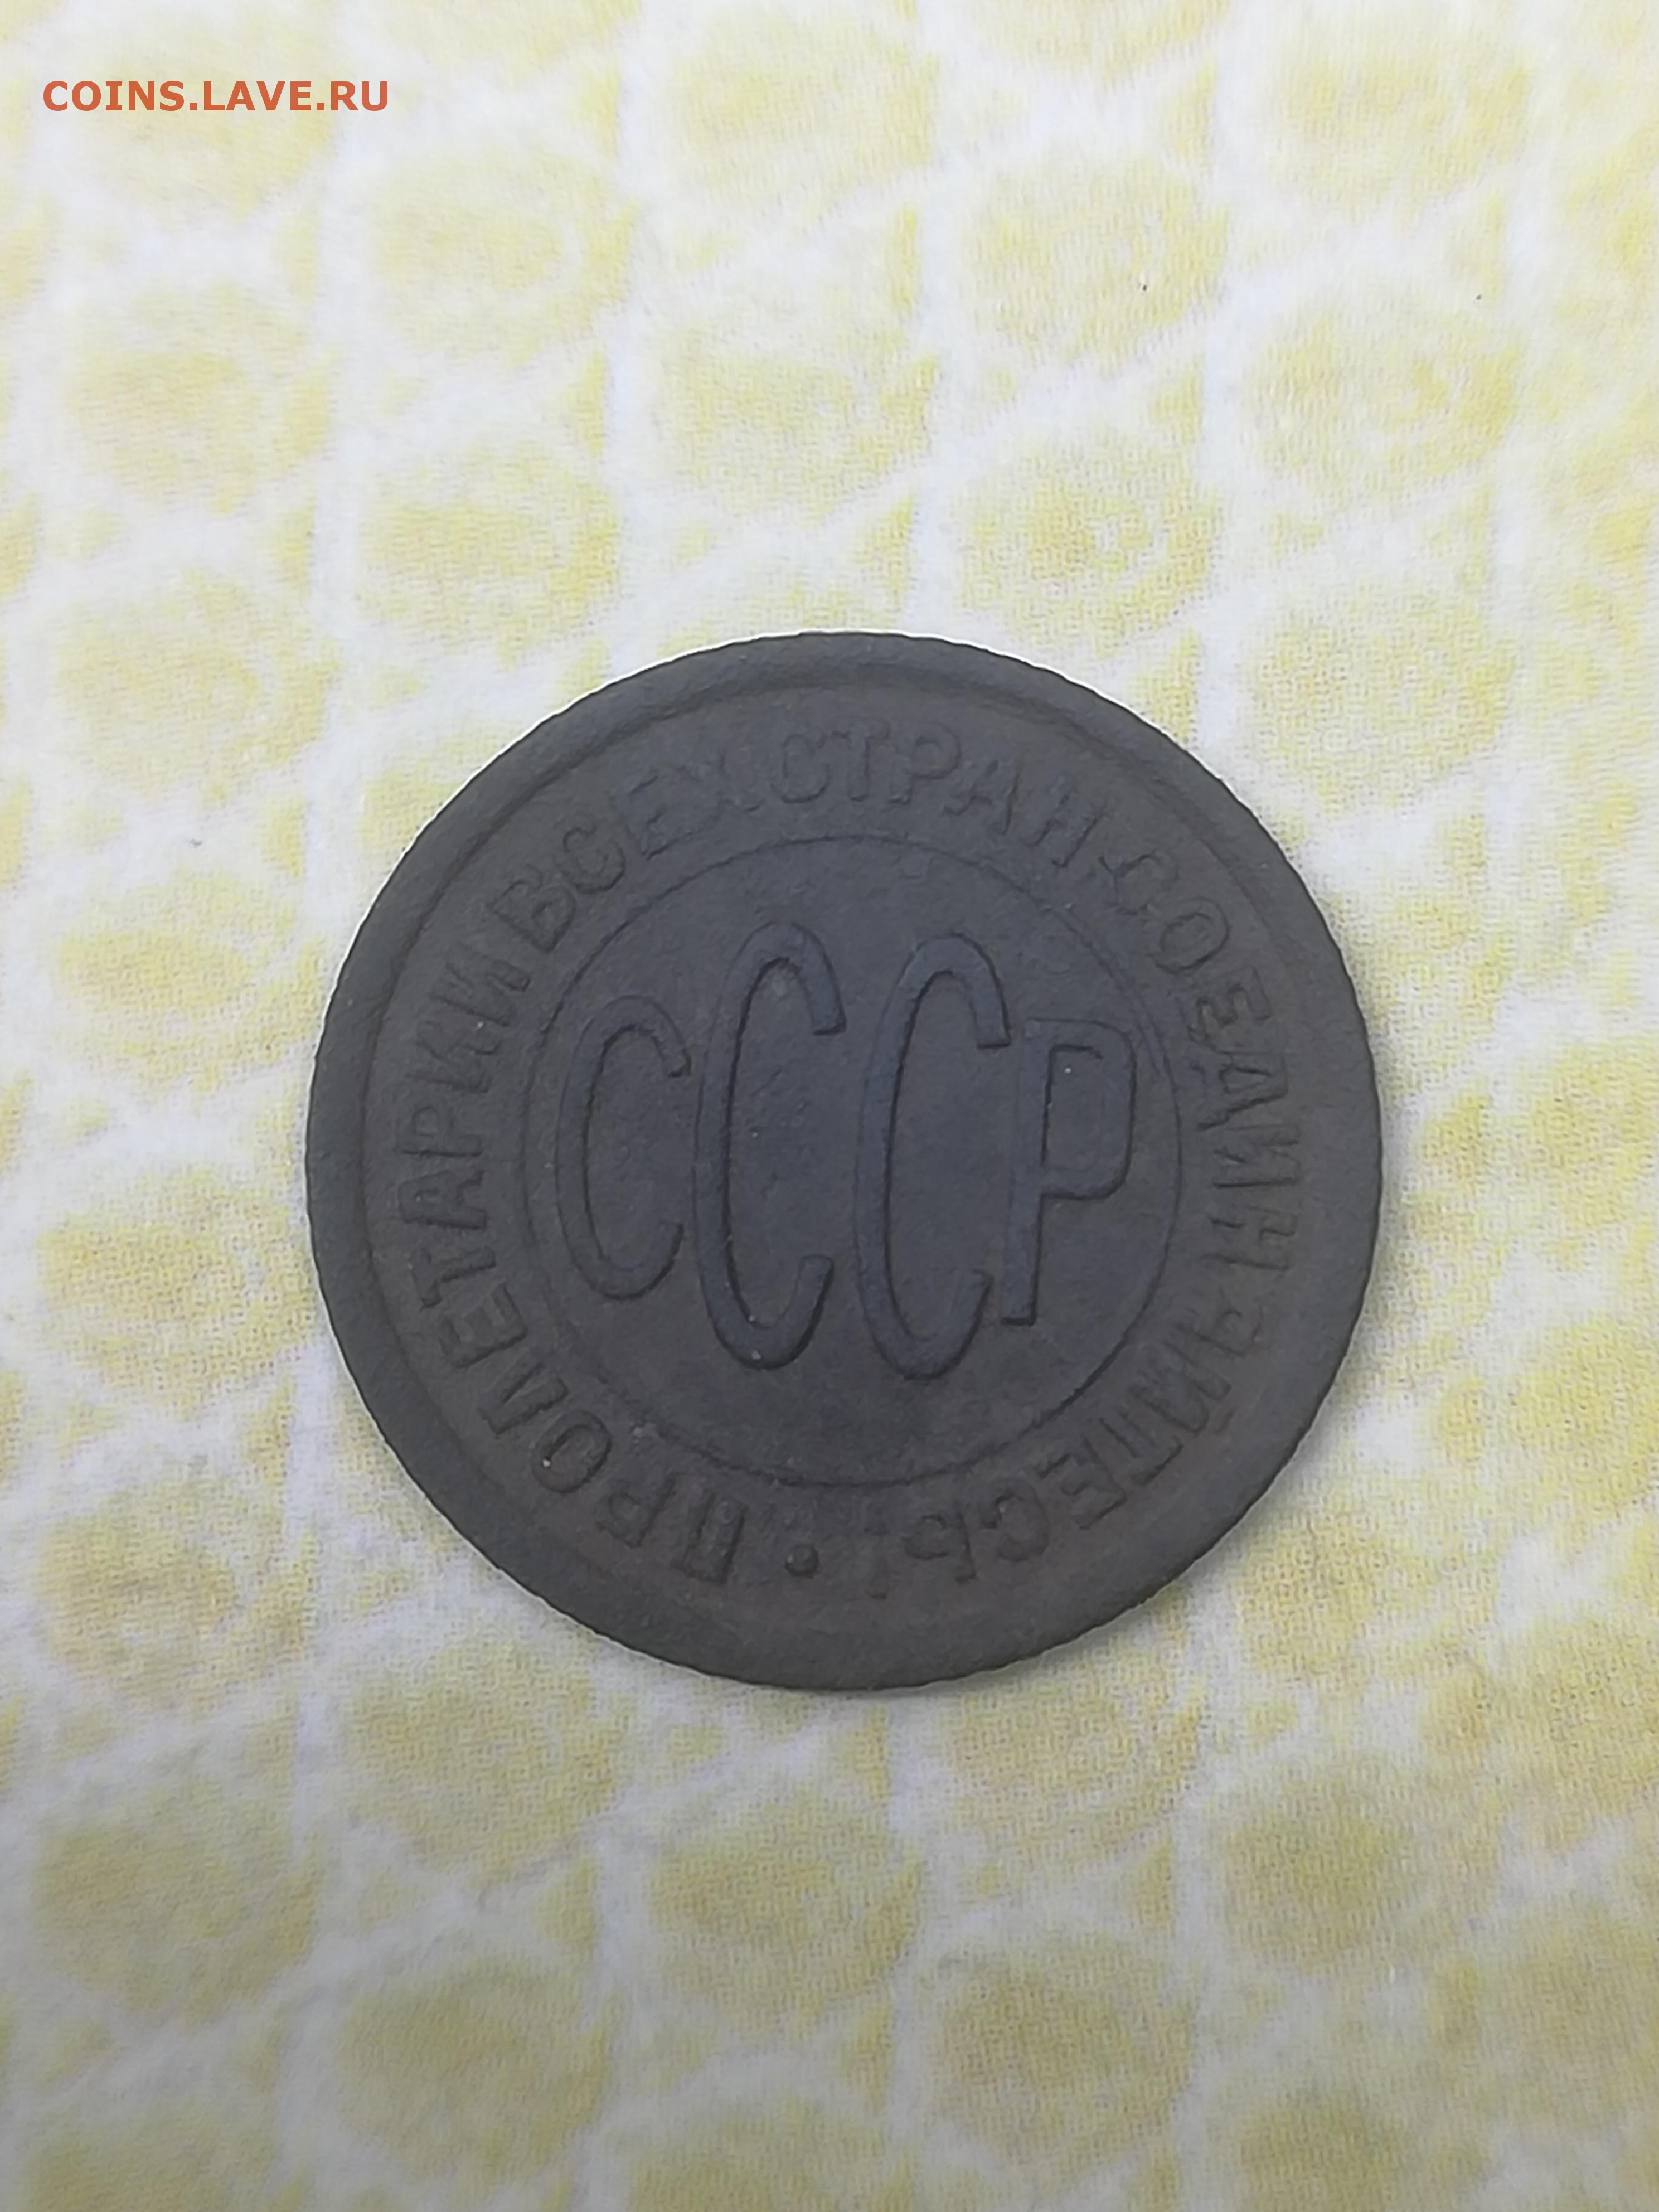 COINS.LAVE.RU
ПРОЛЕТАРИИ ВСЕХ СТРАН, СОЕДИНЯЙТЕСЬ! •
СССР